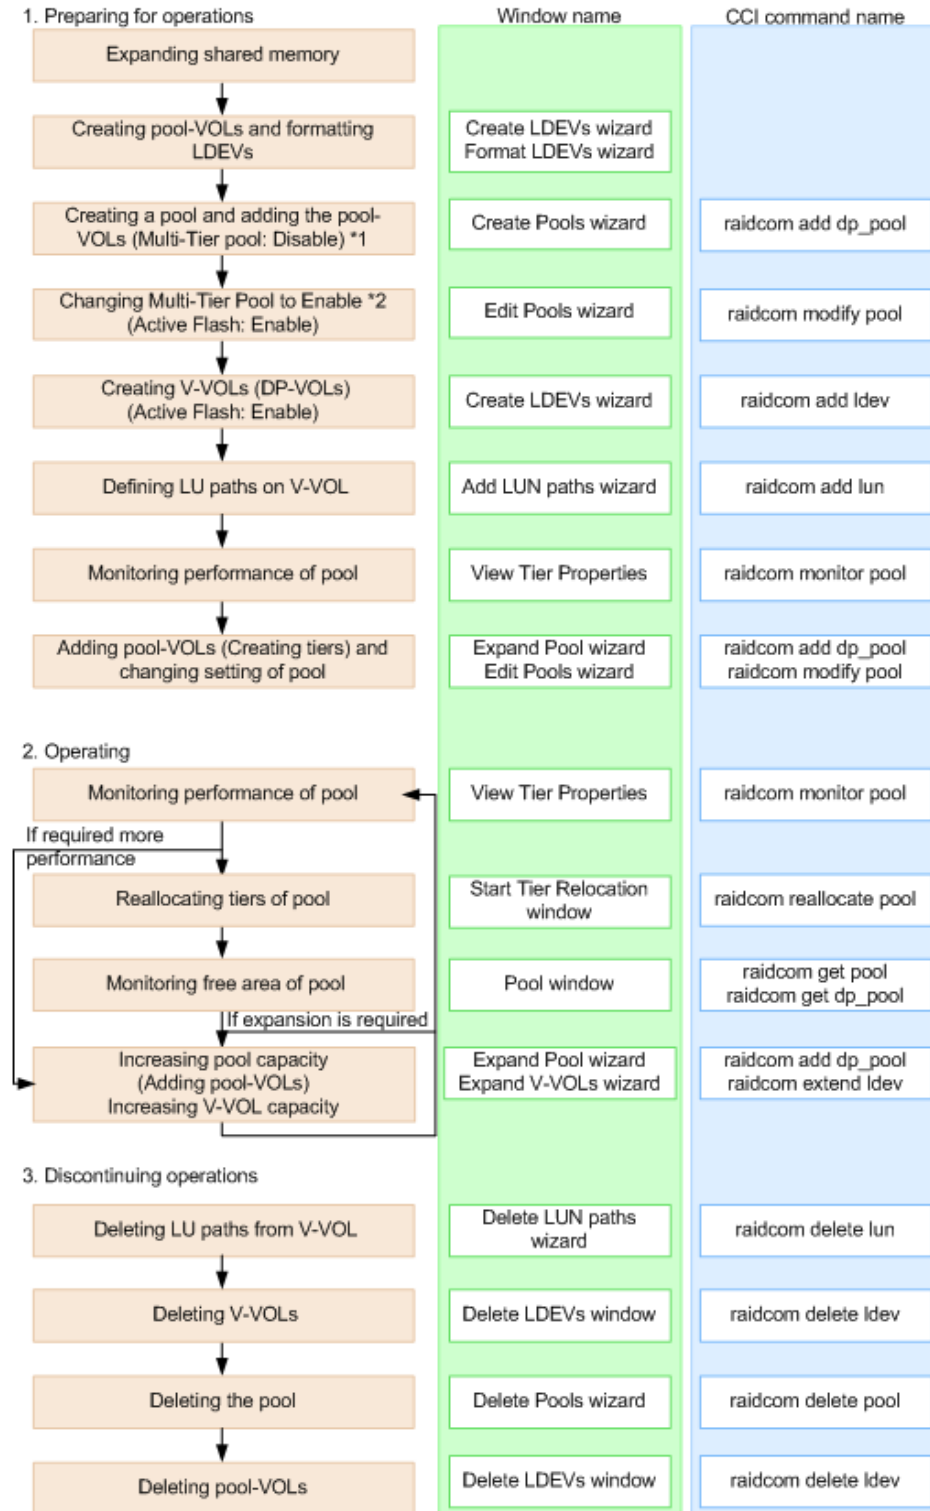 1. Preparing for operations
Window name
CCI command name
Expanding shared memory
Creating pool-VOLs and formatting
LDEVs
Create LDEVs wizard
Format LDEVs wizard
Creating a pool and adding the pool-
VOLs (Multi-Tier pool: Disable) *1
Create Pools wizard
raidcom add dp_pool
Changing Multi-Tier Pool to Enable *2
(Active Flash: Enable)
Edit Pools wizard
raidcom modify pool
Creating V-VOLs (DP-VOLs)
(Active Flash: Enable)
Create LDEVs wizard
raidcom add ldev
Defining LU paths on V-VOL
Add LUN paths wizard
raidcom add lun
Monitoring performance of pool
View Tier Properties
raidcom monitor pool
Adding pool-VOLs (Creating tiers) and
changing setting of pool
Expand Pool wizard
Edit Pools wizard
raidcom add dp_pool
raidcom modify pool
2. Operating
Monitoring performance of pool
View Tier Properties
raidcom monitor pool
If required more
performance
Reallocating tiers of pool
Start Tier Relocation
window
raidcom reallocate pool
Monitoring free area of pool
Pool window
raidcom get pool
raidcom get dp_pool
If expansion is required
Increasing pool capacity
(Adding pool-VOLs)
Increasing V-VOL capacity
Expand Pool wizard
Expand V-VOLs wizard
raidcom add dp_pool
raidcom extend ldev
3. Discontinuing operations
Deleting LU paths from V-VOL
Delete LUN paths
wizard
raidcom delete lun
Deleting V-VOLs
Delete LDEVs window
raidcom delete ldev
Deleting the pool
Delete Pools wizard
raidcom delete pool
Deleting pool-VOLs
Delete LDEVs window
raidcom delete ldev